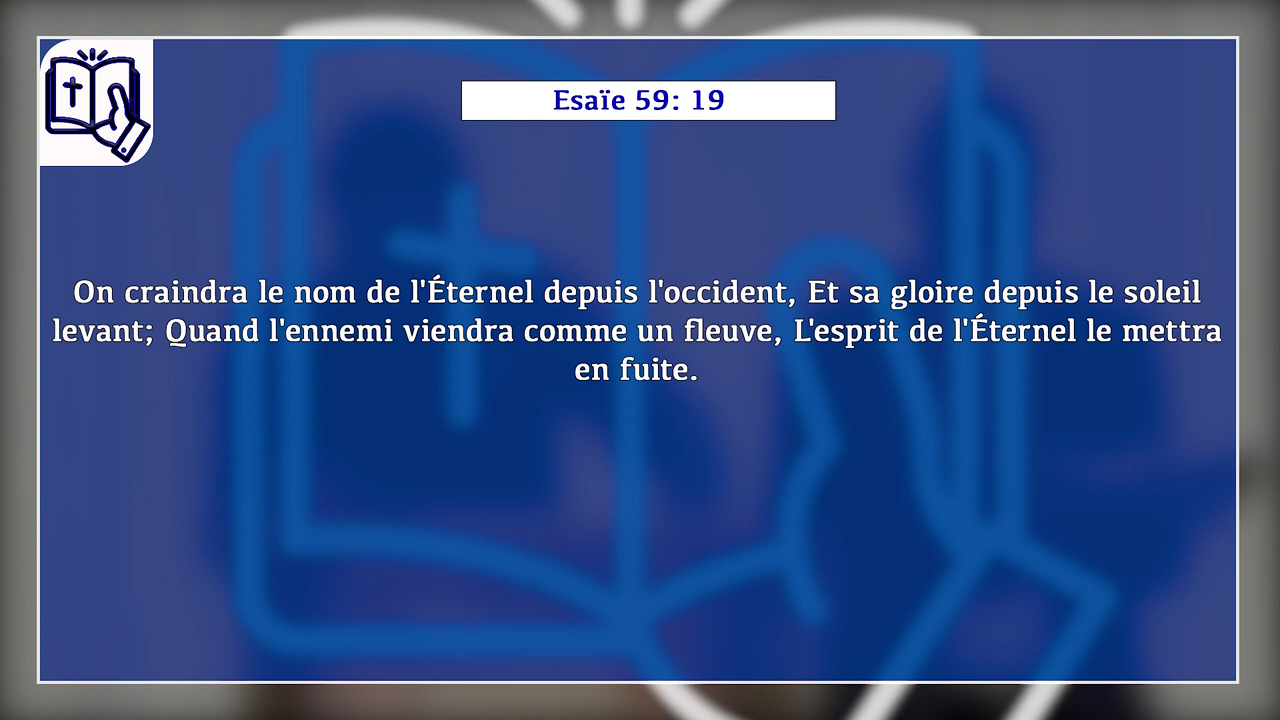 Esaïe 59: 19
On craindra le nom de l'Éternel depuis l'occident, Et sa gloire depuis le soleil
levant; Quand l'ennemi viendra comme un fleuve, L'esprit de l'Éternel le mettra
en fuite.